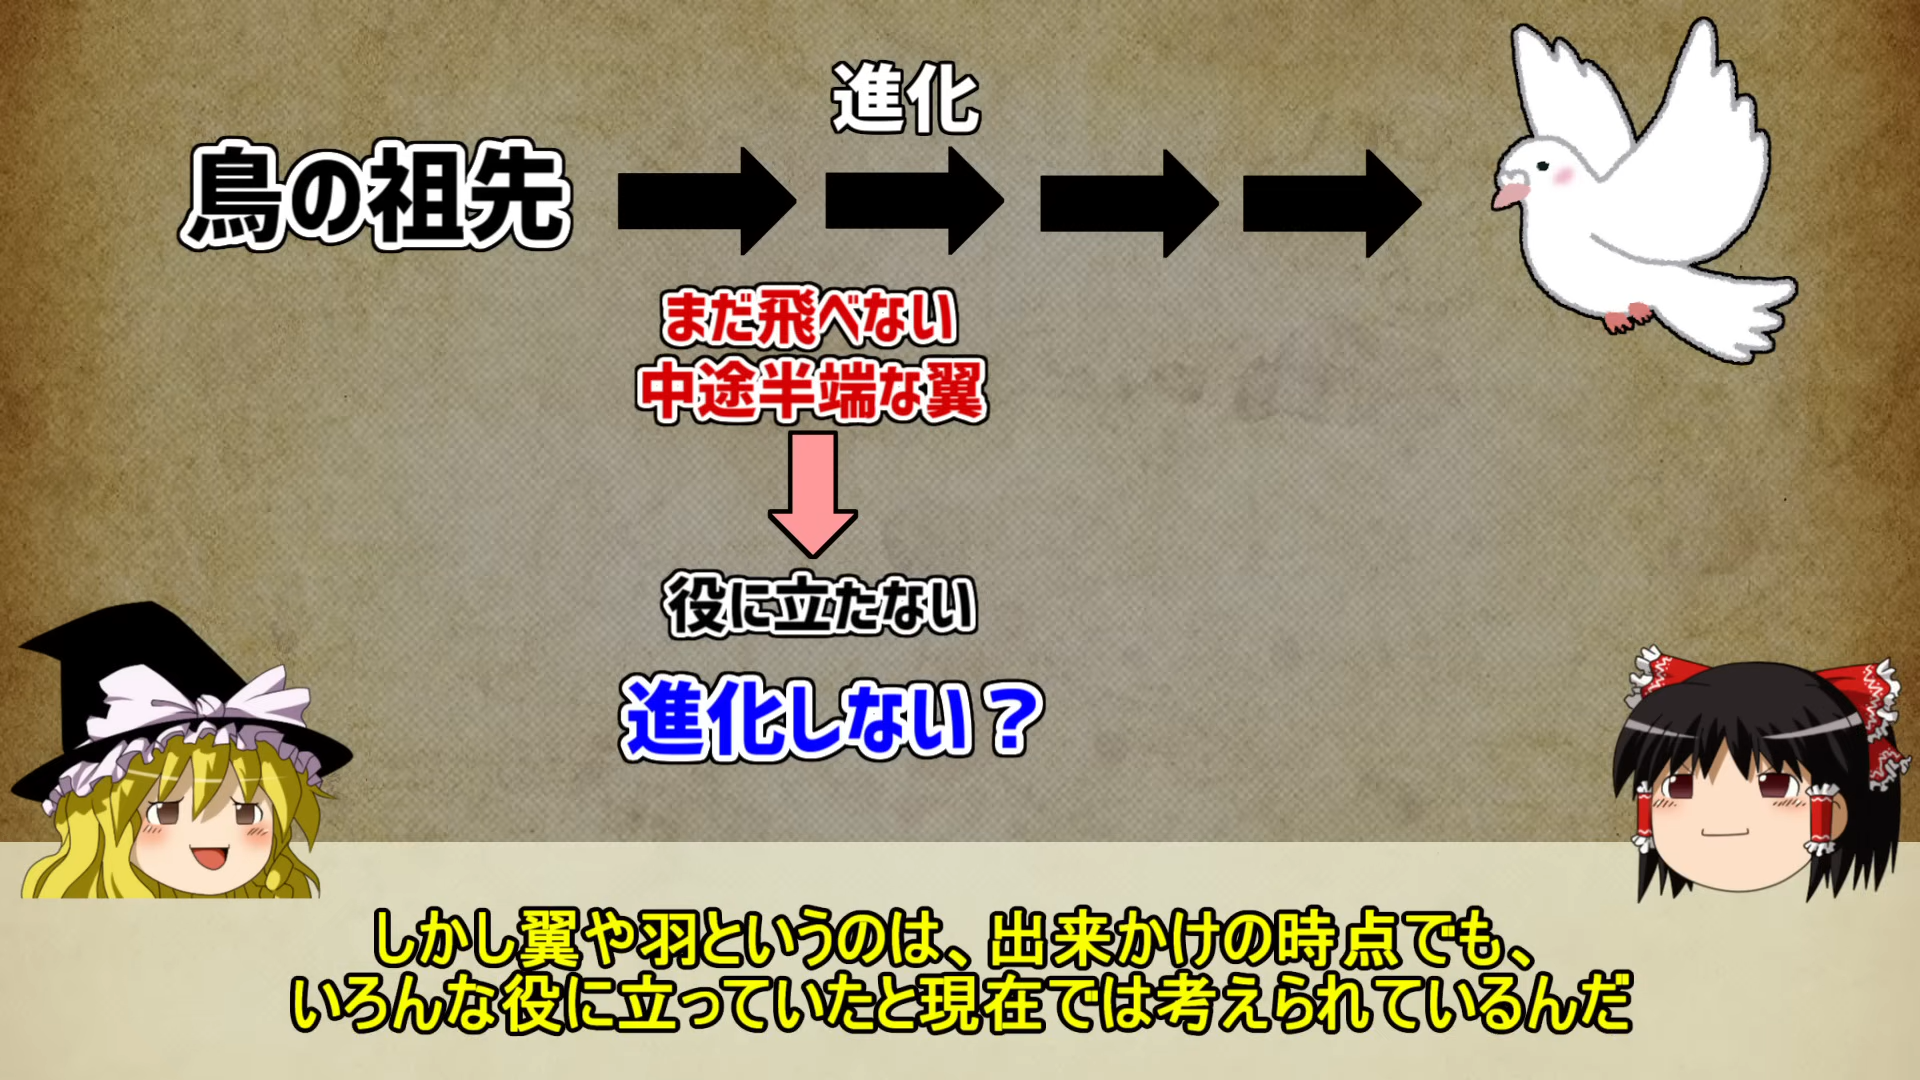 進化
鳥の祖先
まだ飛べない
中途半端な翼
役に立たない
進化しない？
しかし翼や羽というのは、出来かけの時点でも、
いろんな役に立っていたと現在では考えられているんだ